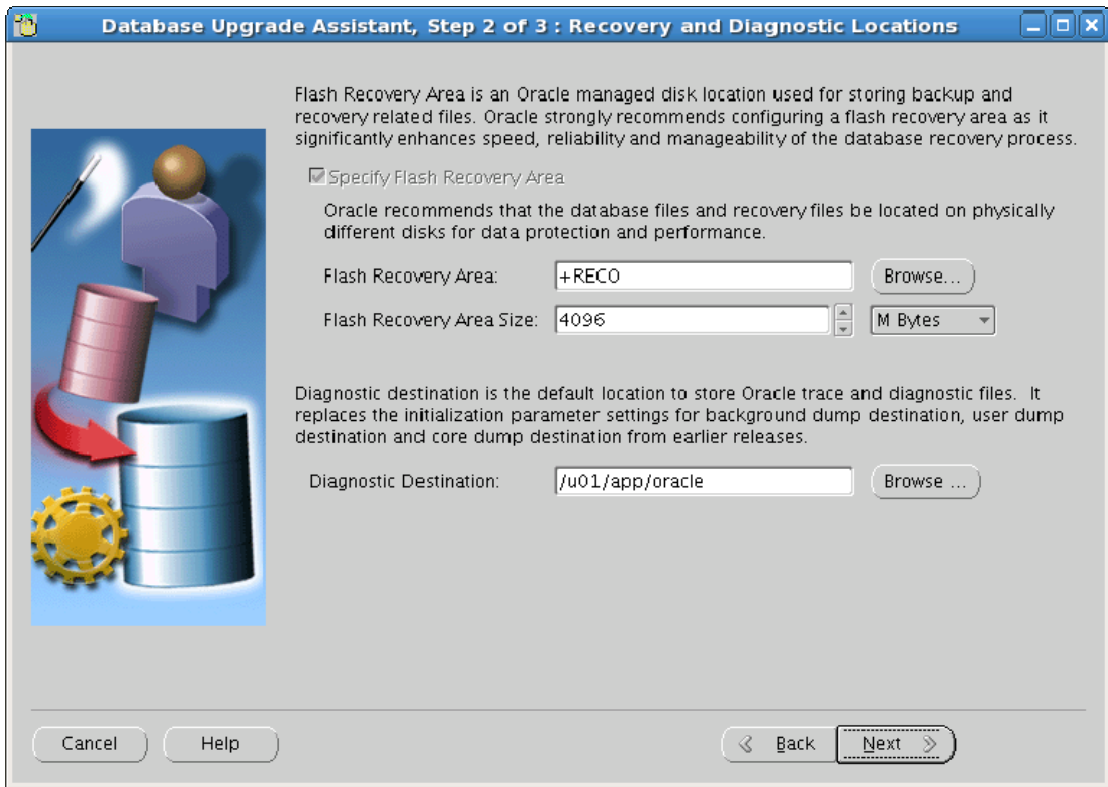 Database Upgrade Assistant, Step 2 of 3 : Recovery and Diagnostic Locations
Flash Recovery Area is an Oracle managed disk location used for storing backup and
recovery related files. Oracle strongly recommends configuring a flash recovery area as it
significantly enhances speed, reliability and manageability of the database recovery process.
Specify Flash Recovery Area
Oracle recommends that the database files and recovery files be located on physically
different disks for data protection and performance.
Flash Recovery Area: +RECO Browse...
Flash Recovery Area Size: 4096 M Bytes
Diagnostic destination is the default location to store Oracle trace and diagnostic files. It
replaces the initialization parameter settings for background dump destination, user dump
destination and core dump destination from earlier releases.
Diagnostic Destination: /u01/app/oracle Browse ...
Cancel Help Back Next